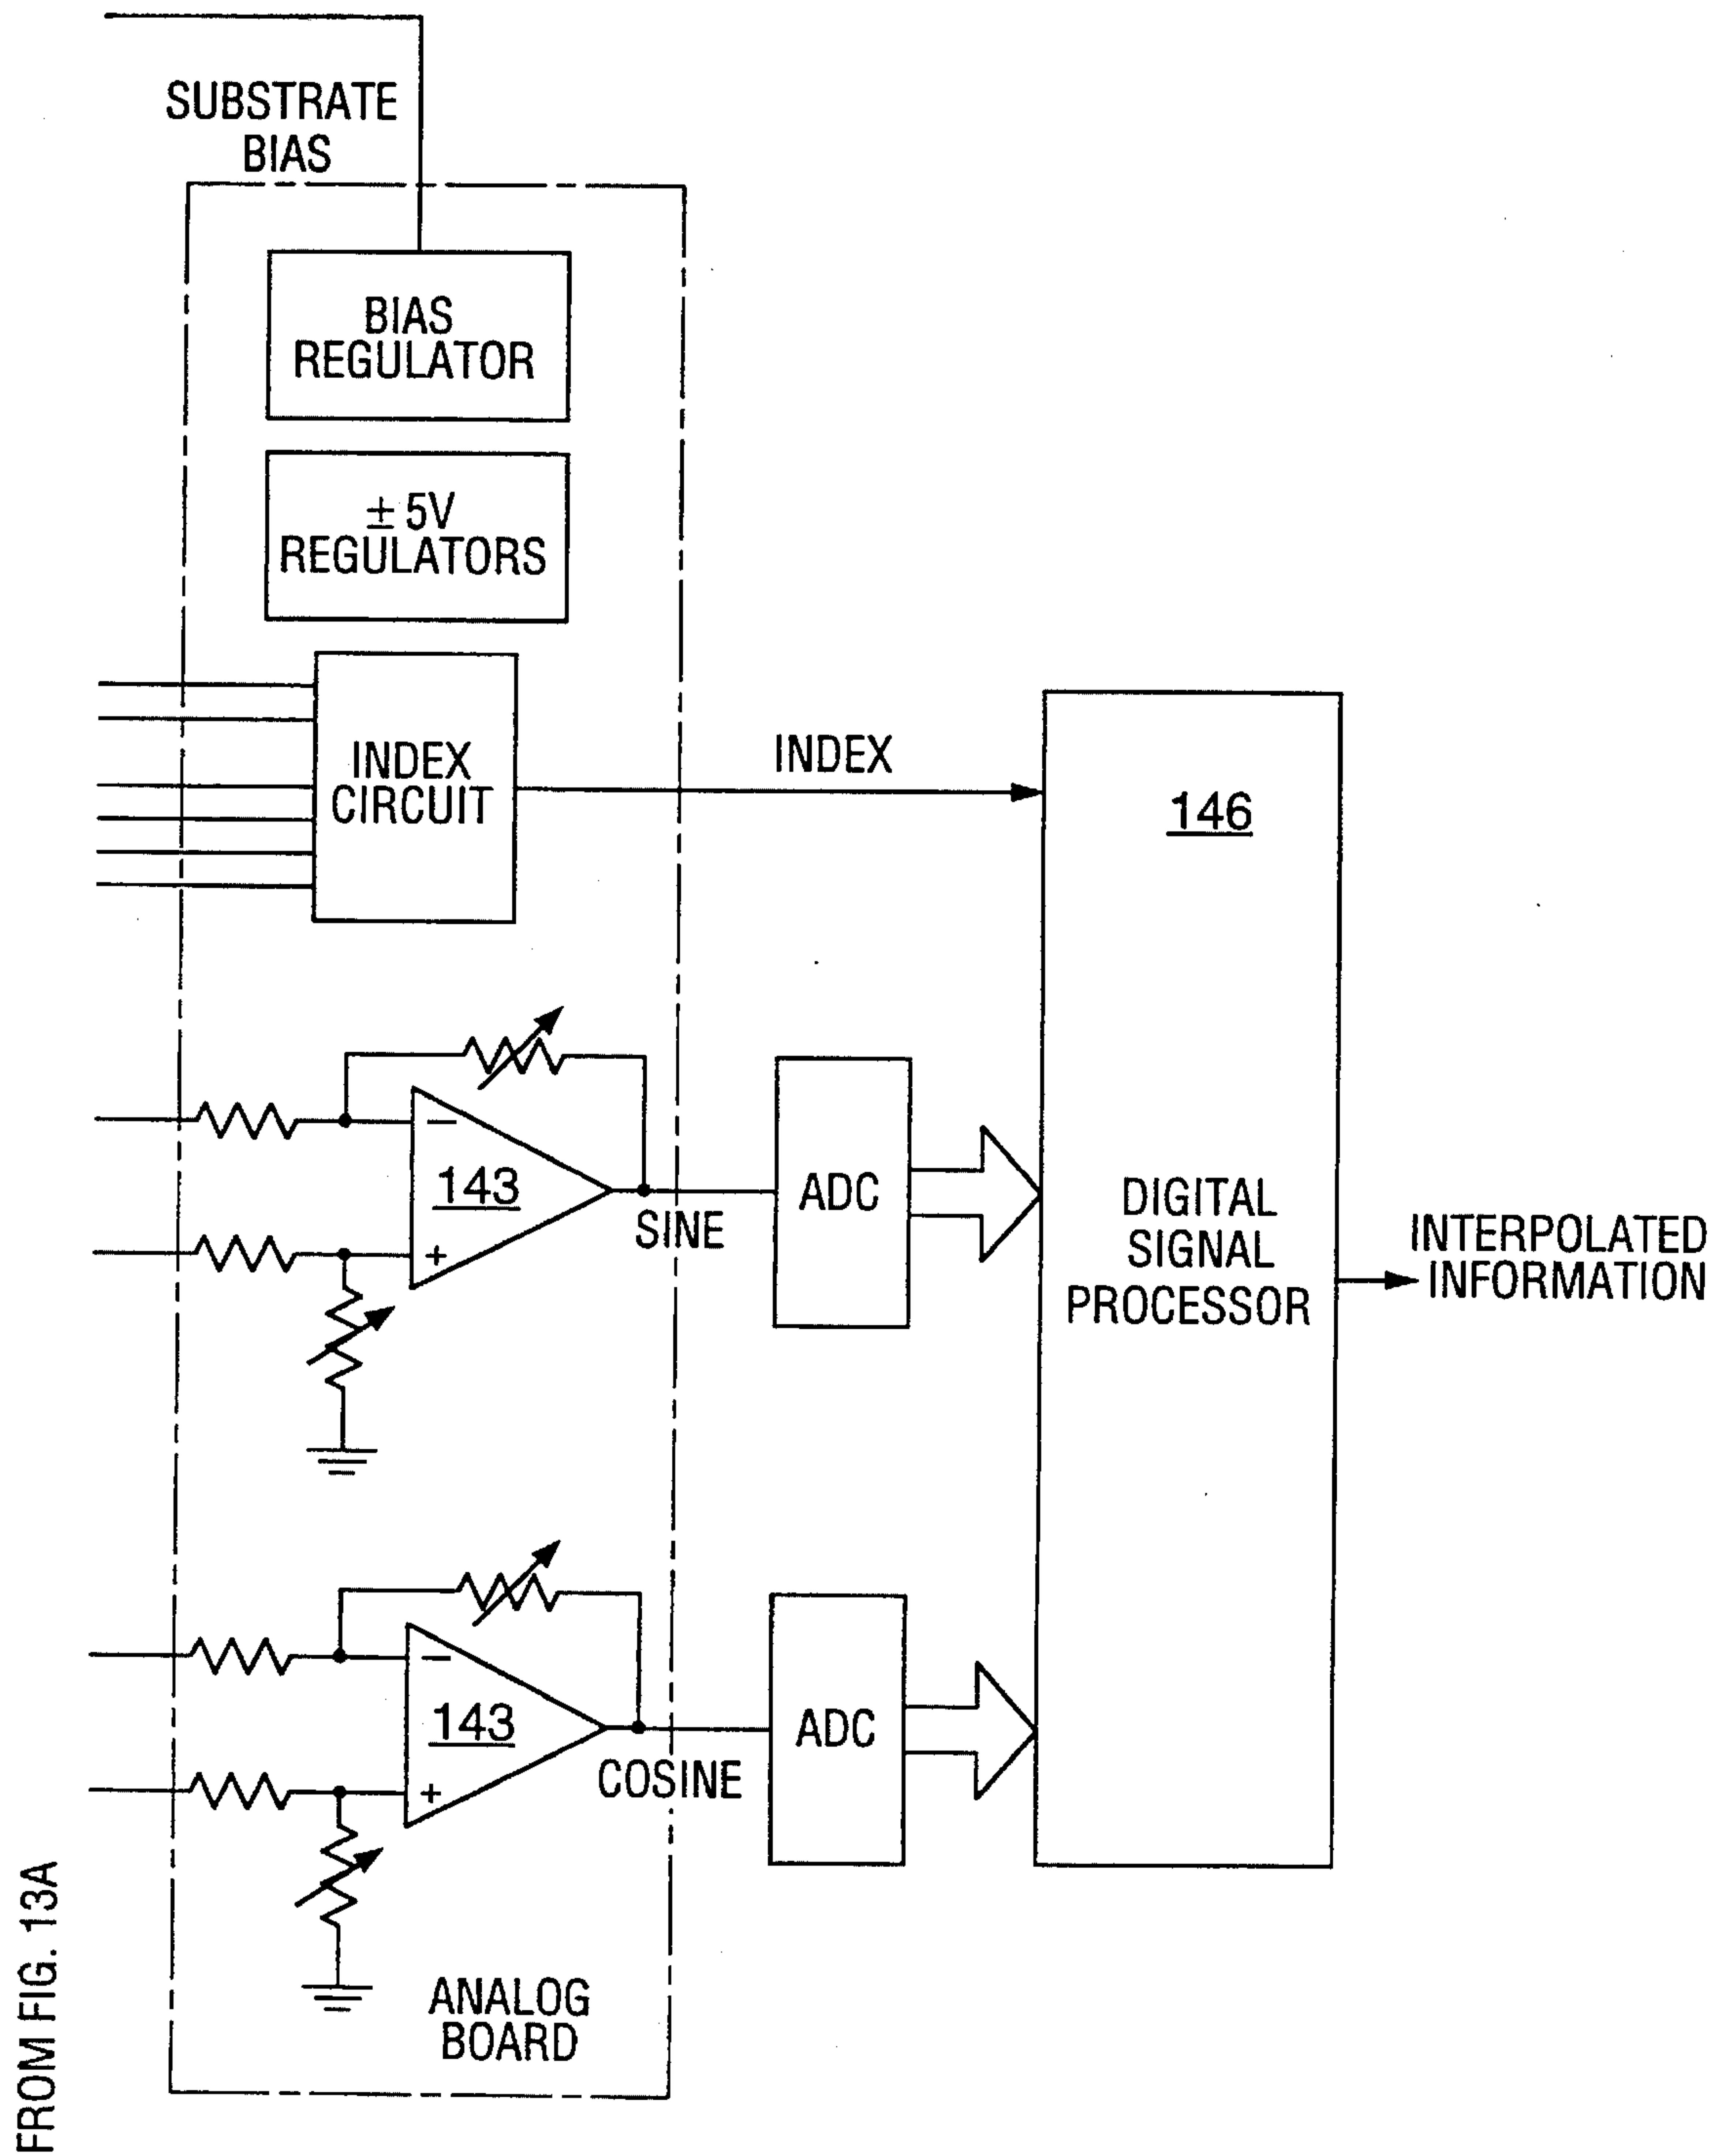 SUBSTRATE
BIAS
BIAS
REGULATOR
± 5V
REGULATORS
INDEX
CIRCUIT
INDEX
146
DIGITAL
SIGNAL
PROCESSOR
INTERPOLATED
INFORMATION
−
143
+
SINE
ADC
−
143
+
COSINE
ADC
ANALOG
BOARD
FROM FIG. 13A